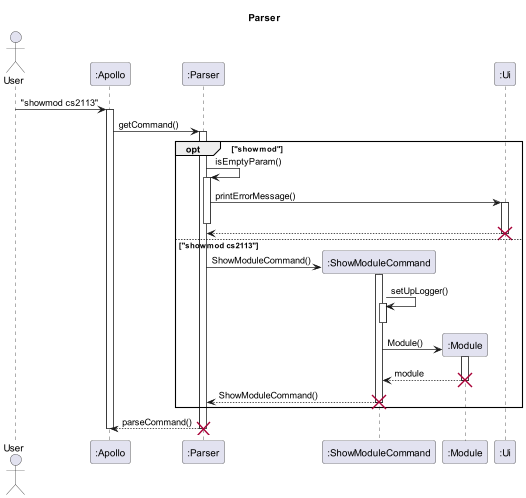 Parser
User
:Apollo
:Parser
:Ui
"showmod cs2113"
getCommand()
opt ["showmod"]
isEmptyParam()
printErrorMessage()
["showmod cs2113"]
ShowModuleCommand()
:ShowModuleCommand
setUpLogger()
Module()
:Module
module
ShowModuleCommand()
parseCommand()
User
:Apollo
:Parser
:ShowModuleCommand
:Module
:Ui